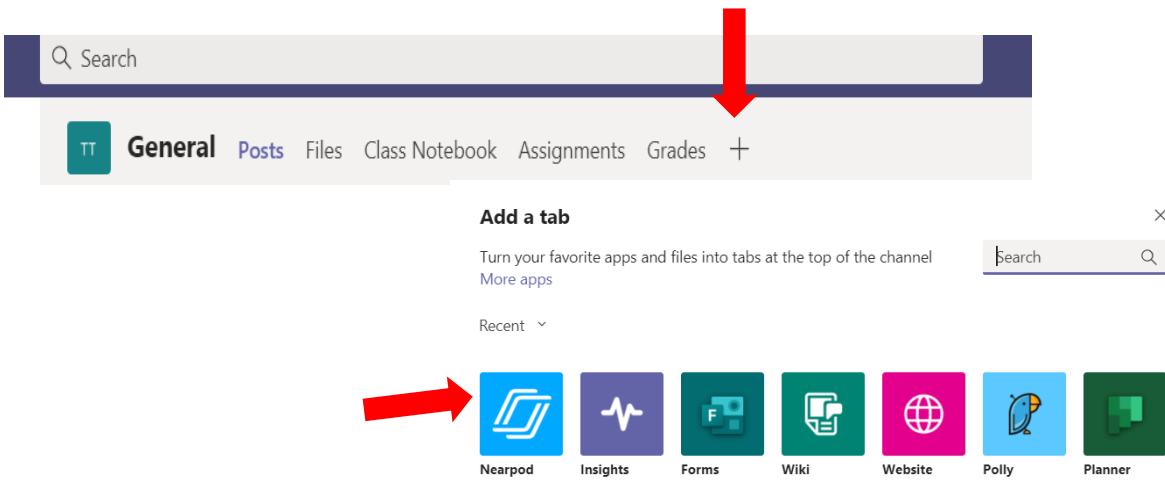 Search
TT General Posts Files Class Notebook Assignments Grades +
Add a tab
Turn your favorite apps and files into tabs at the top of the channel
More apps
Search
Recent
F
Nearpod Insights Forms Wiki Website Polly Planner